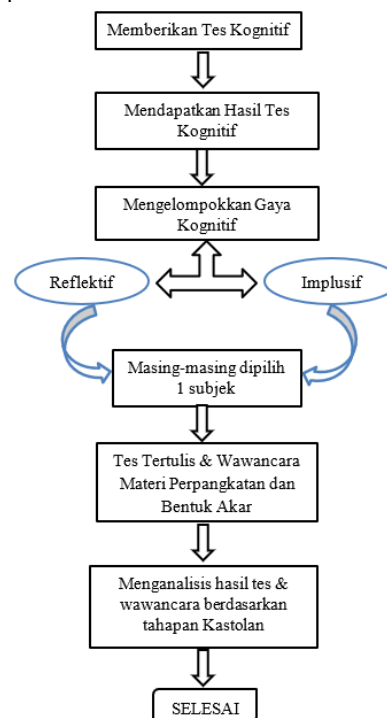 Memberikan Tes Kognitif
Mendapatkan Hasil Tes
Kognitif
Mengelompokkan Gaya
Kognitif
Reflektif
Implusif
Masing-masing dipilih
1 subjek
Tes Tertulis & Wawancara
Materi Perpangkatan dan
Bentuk Akar
Menganalisis hasil tes &
wawancara berdasarkan
tahapan Kastolan
SELESAI